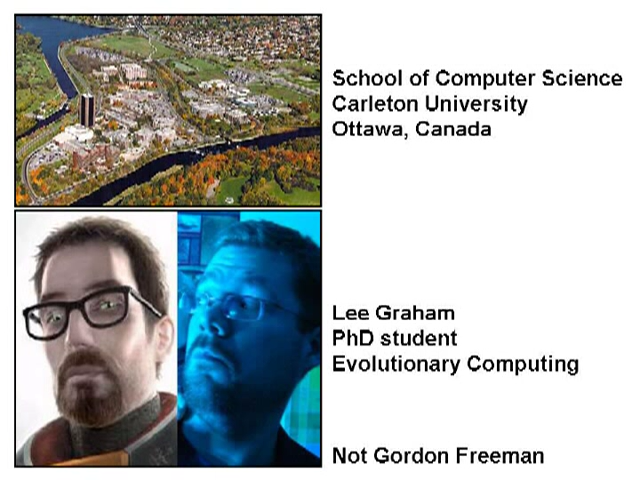 School of Computer Science
Carleton University
Ottawa, Canada
Lee Graham
PhD student
Evolutionary Computing
Not Gordon Freeman